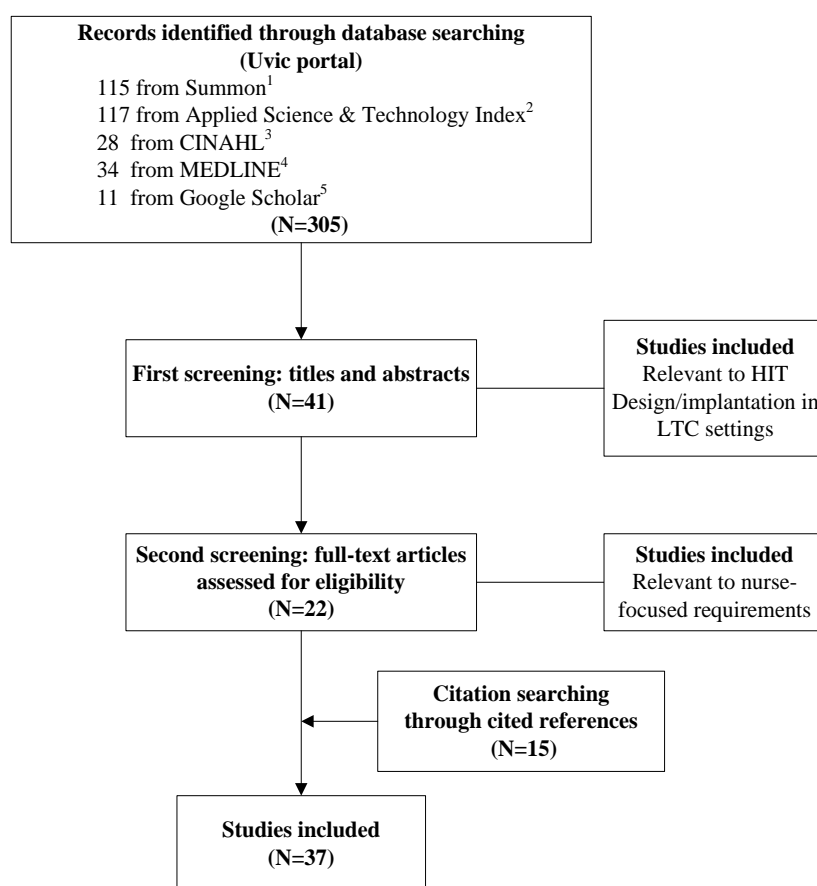 Records identified through database searching
(Uvic portal)
115 from Summon1
117 from Applied Science & Technology Index2
28 from CINAHL3
34 from MEDLINE4
11 from Google Scholar5
(N=305)
First screening: titles and abstracts
(N=41)
Studies included
Relevant to HIT
Design/implantation in
LTC settings
Second screening: full-text articles
assessed for eligibility
(N=22)
Studies included
Relevant to nurse-
focused requirements
Citation searching
through cited references
(N=15)
Studies included
(N=37)